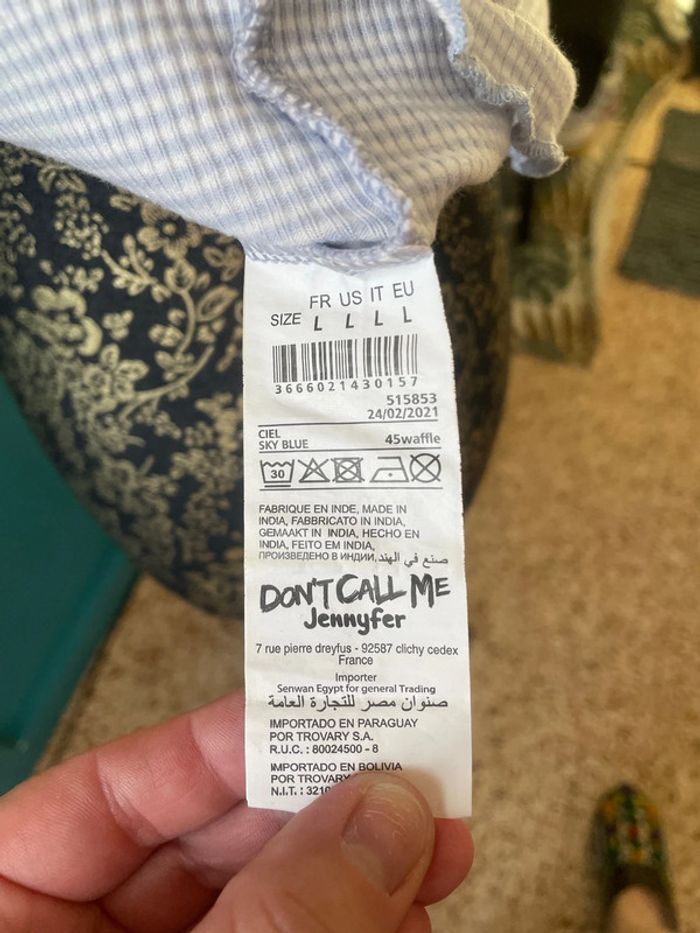 FR US IT EU
SIZE L L L L
3666021430157
515853
24/02/2021
CIEL
SKY BLUE 45waffle
30
FABRIQUE EN INDE, MADE IN
INDIA, FABBRICATO IN INDIA,
GEMAAKT IN INDIA, HECHO EN
INDIA, FEITO EM INDIA,
ПРОИЗВЕДЕНО В ИНДИИ, صنع في الهند
DON'T CALL ME
Jennyfer
7 rue pierre dreyfus - 92587 clichy cedex
France
Importer
Senwan Egypt for general Trading
صنوان مصر للتجارة العامة
IMPORTADO EN PARAGUAY
POR TROVARY S.A.
R.U.C. : 80024500 - 8
IMPORTADO EN BOLIVIA
POR TROVARY
N.I.T. : 321